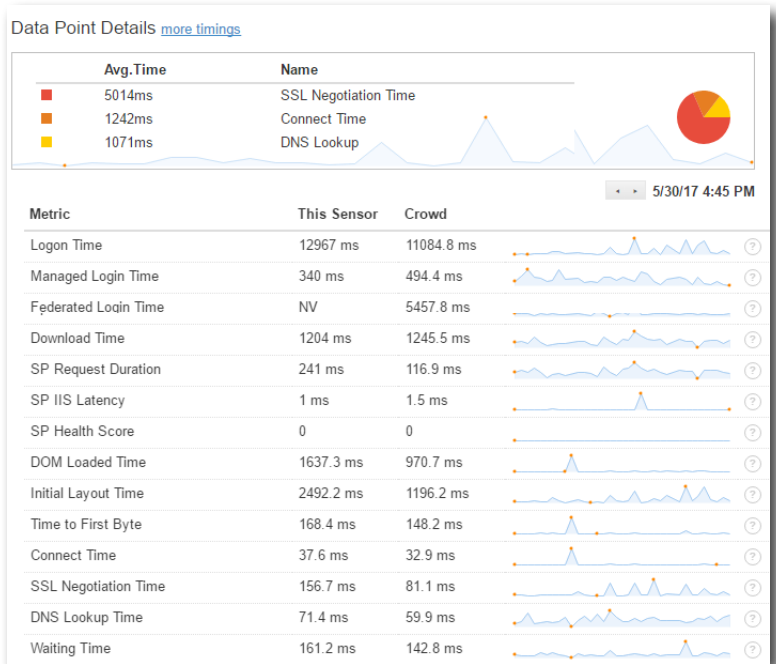 Data Point Details more timings
Avg.Time Name
5014ms SSL Negotiation Time
1242ms Connect Time
1071ms DNS Lookup
5/30/17 4:45 PM
Metric This Sensor Crowd
Logon Time 12967 ms 11084.8 ms ?
Managed Login Time 340 ms 494.4 ms ?
Federated Login Time NV 5457.8 ms ?
Download Time 1204 ms 1245.5 ms ?
SP Request Duration 241 ms 116.9 ms ?
SP IIS Latency 1 ms 1.5 ms ?
SP Health Score 0 0 ?
DOM Loaded Time 1637.3 ms 970.7 ms ?
Initial Layout Time 2492.2 ms 1196.2 ms ?
Time to First Byte 168.4 ms 148.2 ms ?
Connect Time 37.6 ms 32.9 ms ?
SSL Negotiation Time 156.7 ms 81.1 ms ?
DNS Lookup Time 71.4 ms 59.9 ms ?
Waiting Time 161.2 ms 142.8 ms ?